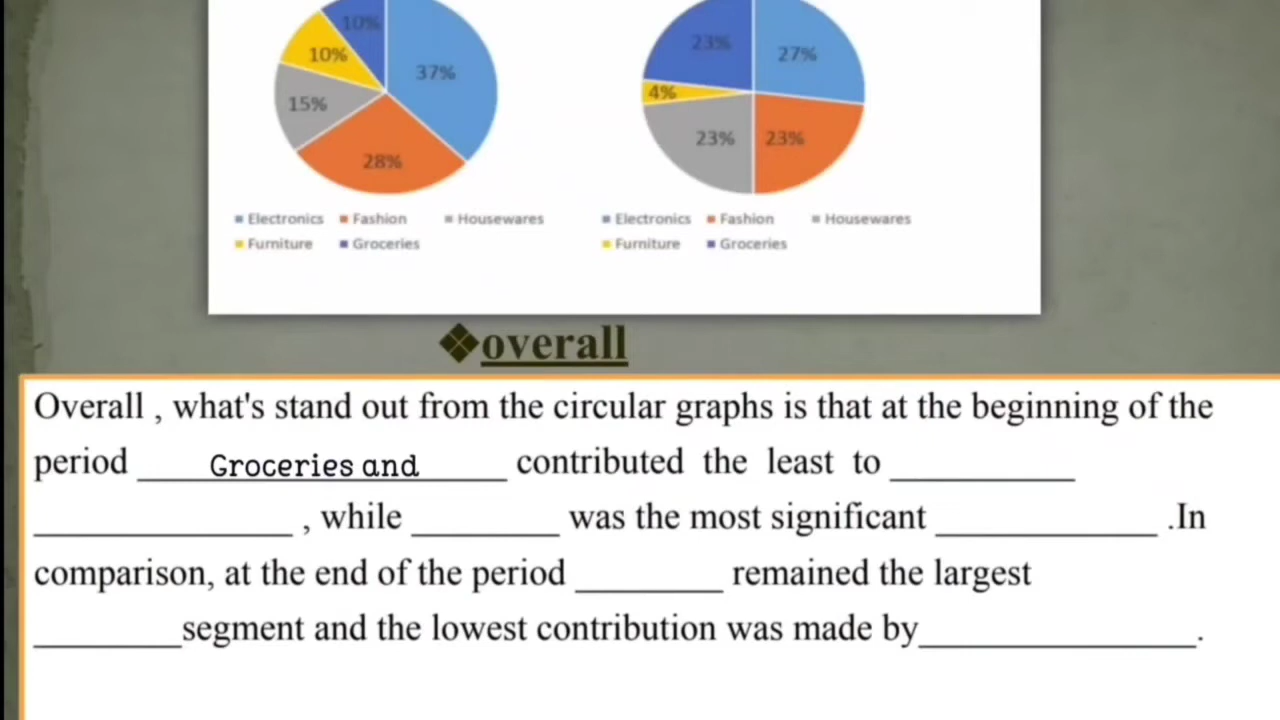 10%
10%
37%
15%
28%
23%
27%
4%
23%
23%
Electronics Fashion Housewares
Furniture Groceries
Electronics Fashion Housewares
Furniture Groceries
❖overall
Overall , what's stand out from the circular graphs is that at the beginning of the
period Groceries and contributed the least to
, while was the most significant .In
comparison, at the end of the period remained the largest
segment and the lowest contribution was made by .